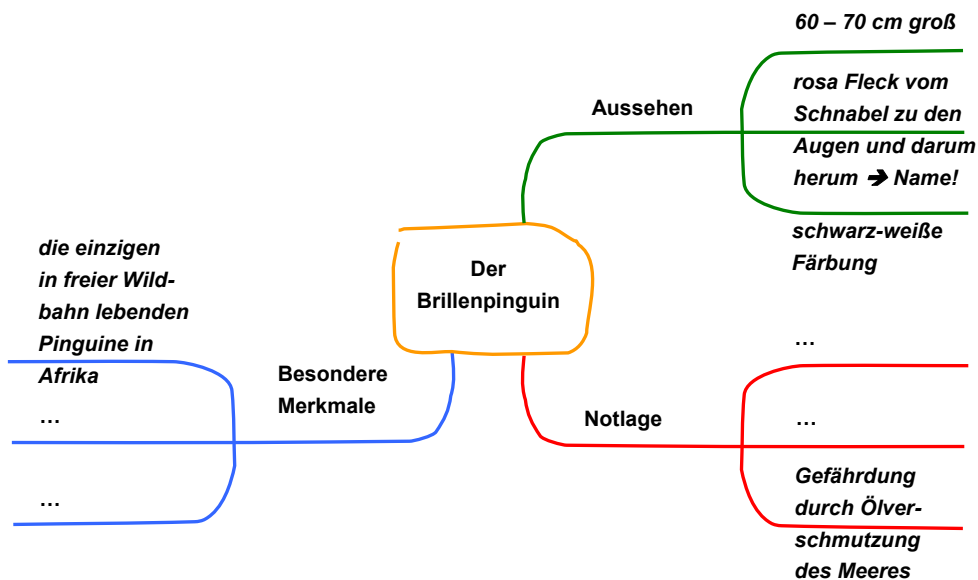 Der
Brillenpinguin
Aussehen
60 – 70 cm groß
rosa Fleck vom
Schnabel zu den
Augen und darum
herum ➔ Name!
schwarz-weiße
Färbung
Notlage
…
…
Gefährdung
durch Ölver-
schmutzung
des Meeres
Besondere
Merkmale
die einzigen
in freier Wild-
bahn lebenden
Pinguine in
Afrika
…
…